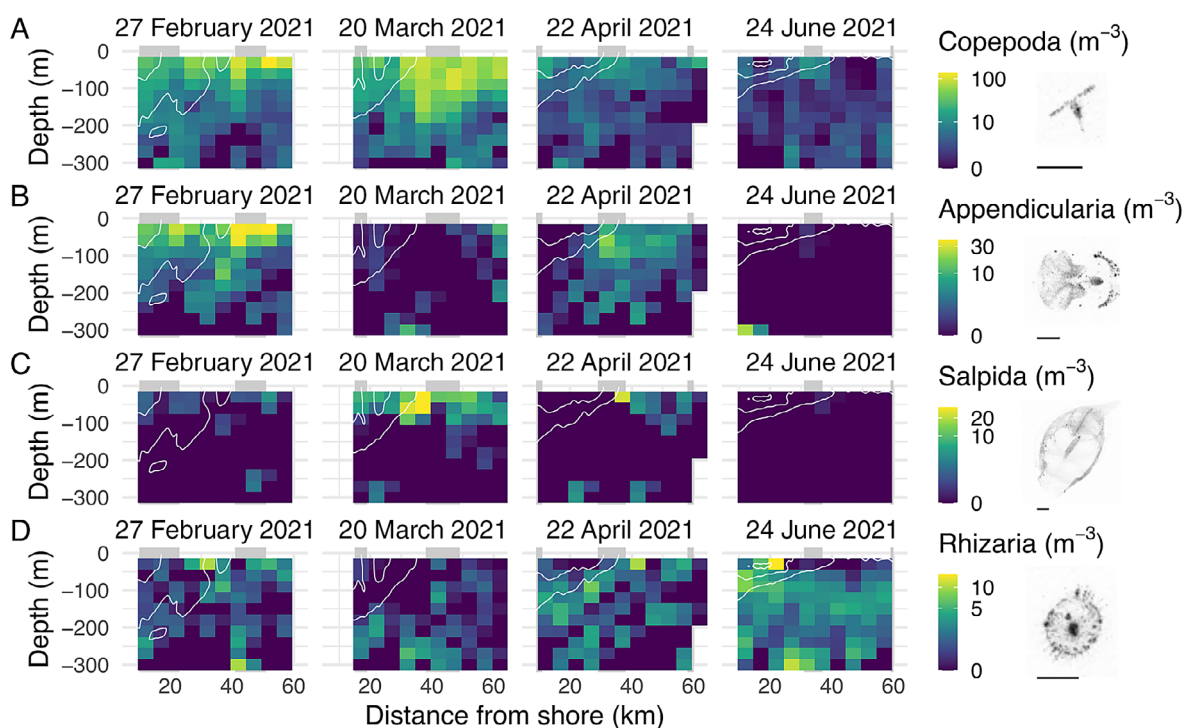 A
27 February 2021 20 March 2021 22 April 2021 24 June 2021
Depth (m)
0
−100
−200
−300
Copepoda (m−3)
100
10
0
B
27 February 2021 20 March 2021 22 April 2021 24 June 2021
Depth (m)
0
−100
−200
−300
Appendicularia (m−3)
30
10
0
C
27 February 2021 20 March 2021 22 April 2021 24 June 2021
Depth (m)
0
−100
−200
−300
Salpida (m−3)
20
10
0
D
27 February 2021 20 March 2021 22 April 2021 24 June 2021
Depth (m)
0
−100
−200
−300
Rhizaria (m−3)
10
5
0
20 40 60 20 40 60 20 40 60 20 40 60
Distance from shore (km)